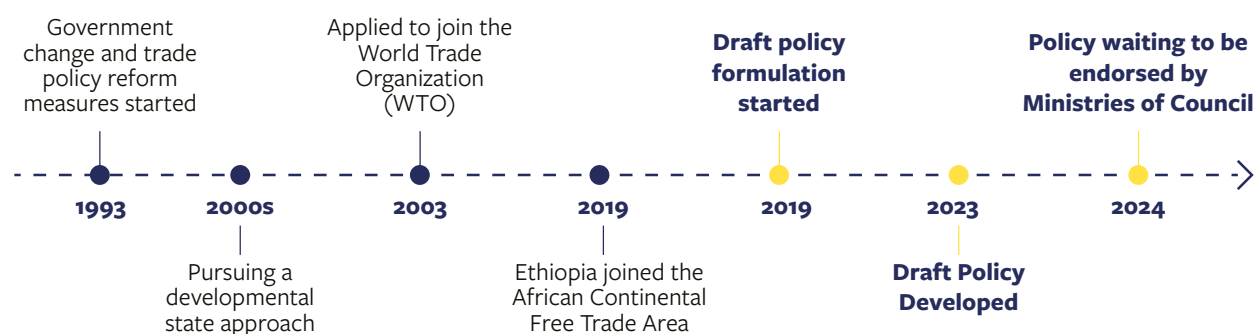 Government
change and trade
policy reform
measures started
Applied to join the
World Trade
Organization
(WTO)
Draft policy
formulation
started
Policy waiting to be
endorsed by
Ministries of Council
1993
2000s
2003
2019
2019
2023
2024
Pursuing a
developmental
state approach
Ethiopia joined the
African Continental
Free Trade Area
Draft Policy
Developed